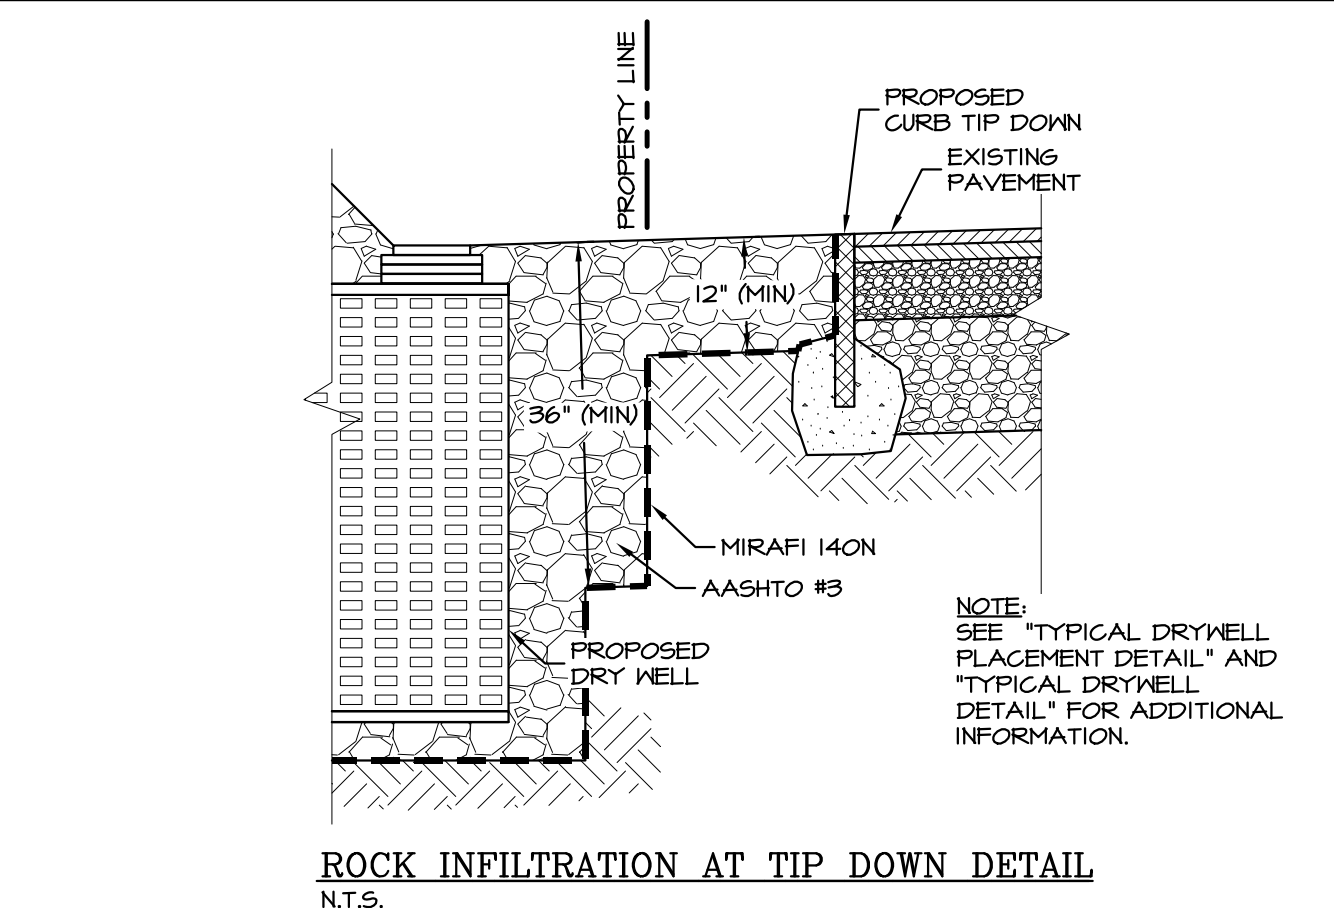 PROPERTY LINE
PROPOSED
CURB TIP DOWN
EXISTING
PAVEMENT
12" (MIN)
36" (MIN)
MIRAFI 140N
AASHTO #3
PROPOSED
DRY WELL
NOTE:
SEE "TYPICAL DRYWELL
PLACEMENT DETAIL" AND
"TYPICAL DRYWELL
DETAIL" FOR ADDITIONAL
INFORMATION.
ROCK INFILTRATION AT TIP DOWN DETAIL
N.T.S.